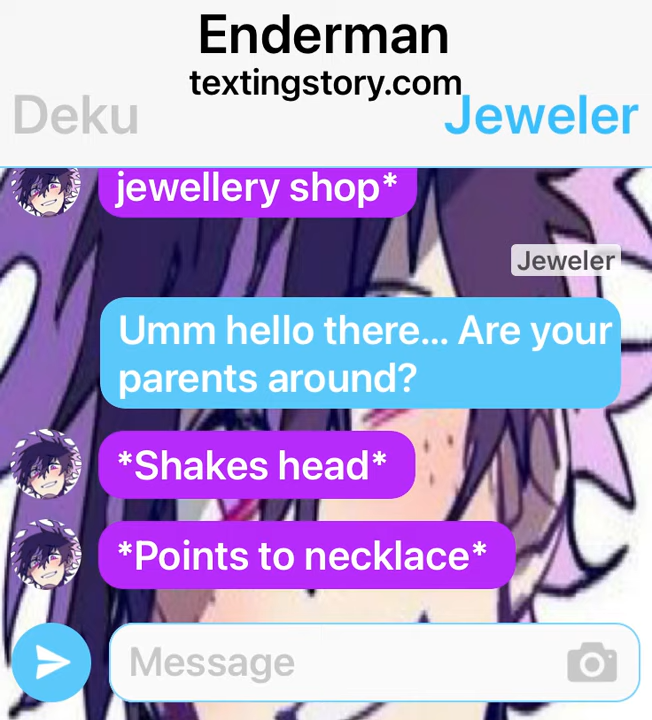 Enderman
textingstory.com
Deku
Jeweler
jewellery shop*
Jeweler
Umm hello there... Are your
parents around?
*Shakes head*
*Points to necklace*
Message